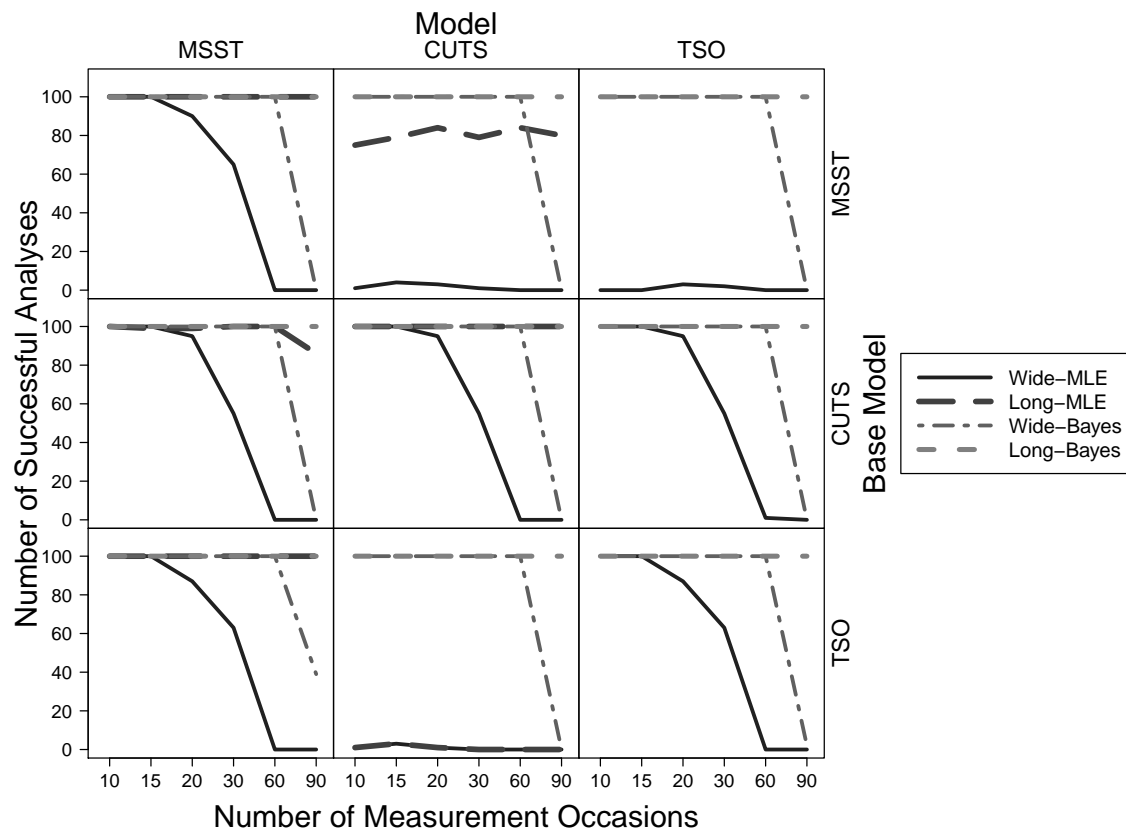 Model
MSST CUTS TSO
Number of Successful Analyses
100
80
60
40
20
0
MSST
100
80
60
40
20
0
CUTS
100
80
60
40
20
0
TSO
Base Model
10 15 20 30 60 90 10 15 20 30 60 90 10 15 20 30 60 90
Number of Measurement Occasions
Wide−MLE
Long−MLE
Wide−Bayes
Long−Bayes